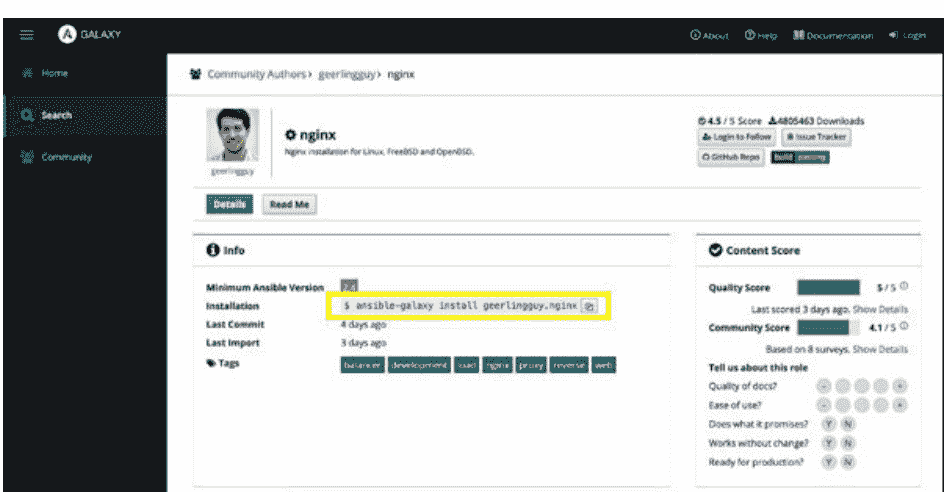 GALAXY
About Help Documentation Login
Home
Search
Community
Community Authors> geerlingguy> nginx
nginx
Nginx installation for Linux, FreeBSD and OpenBSD.
geerlingguy
4.5 / 5 Score 4805463 Downloads
Login to Follow Issue Tracker
GitHub Repo build passing
Details Read Me
Info
Minimum Ansible Version 2.4
Installation $ ansible-galaxy install geerlingguy.nginx
Last Commit 4 days ago
Last Import 3 days ago
Tags balancer development load nginx proxy reverse web
Content Score
Quality Score 5 / 5
Last scored 3 days ago. Show Details
Community Score 4.1 / 5
Based on 8 surveys. Show Details
Tell us about this role
Quality of docs? - +
Ease of use? - +
Does what it promises? Y N
Works without change? Y N
Ready for production? Y N